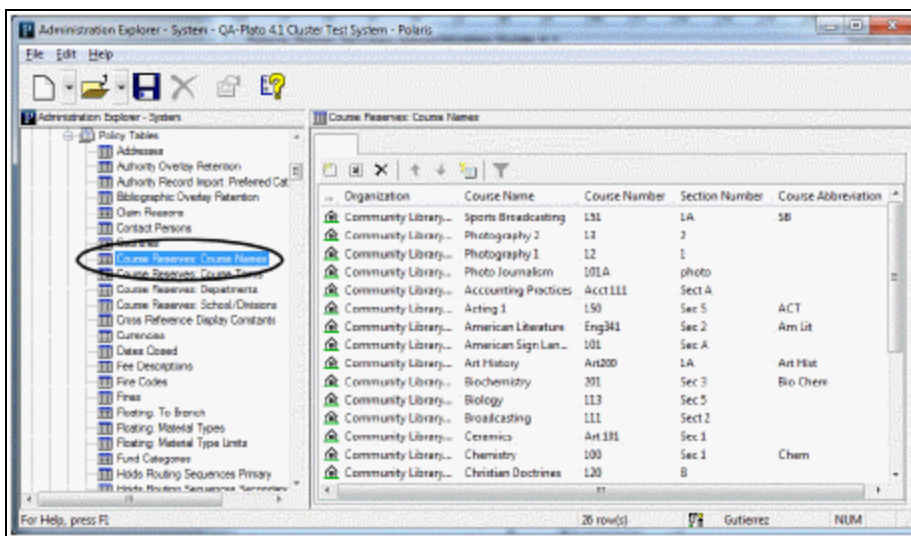 Administration Explorer - System - QA-Plato 4.1 Cluster Test System - Polaris
File Edit Help
Administration Explorer - System
Policy Tables
Addresses
Authority Overlay Retention
Authority Record Import: Preferred Cat
Bibliographic Overlay Retention
Claim Reasons
Contact Persons
Countries
Course Reserves: Course Names
Course Reserves: Course Terms
Course Reserves: Departments
Course Reserves: School/Divisions
Cross Reference Display Constants
Currencies
Dates Closed
Fee Descriptions
Fine Codes
Fines
Floating: To Branch
Floating: Material Types
Floating: Material Type Limits
Fund Categories
Holds Routing Sequences Primary
Holds Routing Sequences Secondary
Course Reserves: Course Names
... Organization Course Name Course Number Section Number Course Abbreviation
Community Library... Sports Broadcasting 151 1A SB
Community Library... Photography 2 13 2
Community Library... Photography 1 12 1
Community Library... Photo Journalism 101A photo
Community Library... Accounting Practices Acct111 Sect A
Community Library... Acting 1 150 Sec 5 ACT
Community Library... American Literature Eng341 Sec 2 Am Lit
Community Library... American Sign Lan... 101 Sec A
Community Library... Art History Art200 1A Art Hist
Community Library... Biochemistry 201 Sec 3 Bio Chem
Community Library... Biology 113 Sec 5
Community Library... Broadcasting 111 Sect 2
Community Library... Ceramics Art 101 Sec 1
Community Library... Chemistry 100 Sec 1 Chem
Community Library... Christian Doctrines 120 B
For Help, press F1
26 row(s) Gutierrez NUM